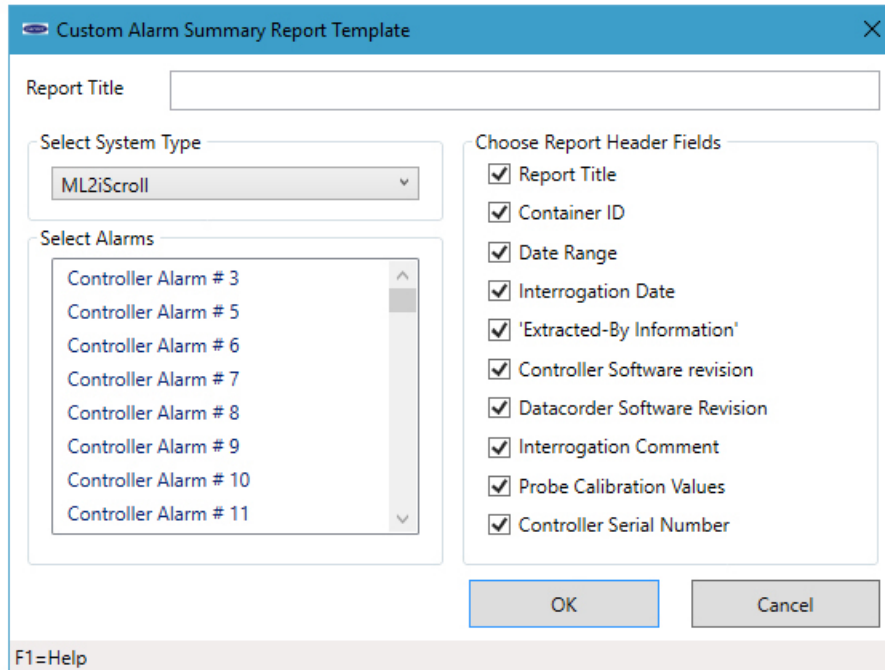 Custom Alarm Summary Report Template
Report Title
Select System Type
ML2iScroll
Select Alarms
Controller Alarm # 3
Controller Alarm # 5
Controller Alarm # 6
Controller Alarm # 7
Controller Alarm # 8
Controller Alarm # 9
Controller Alarm # 10
Controller Alarm # 11
Choose Report Header Fields
Report Title
Container ID
Date Range
Interrogation Date
'Extracted-By Information'
Controller Software revision
Datacorder Software Revision
Interrogation Comment
Probe Calibration Values
Controller Serial Number
OK
Cancel
F1=Help